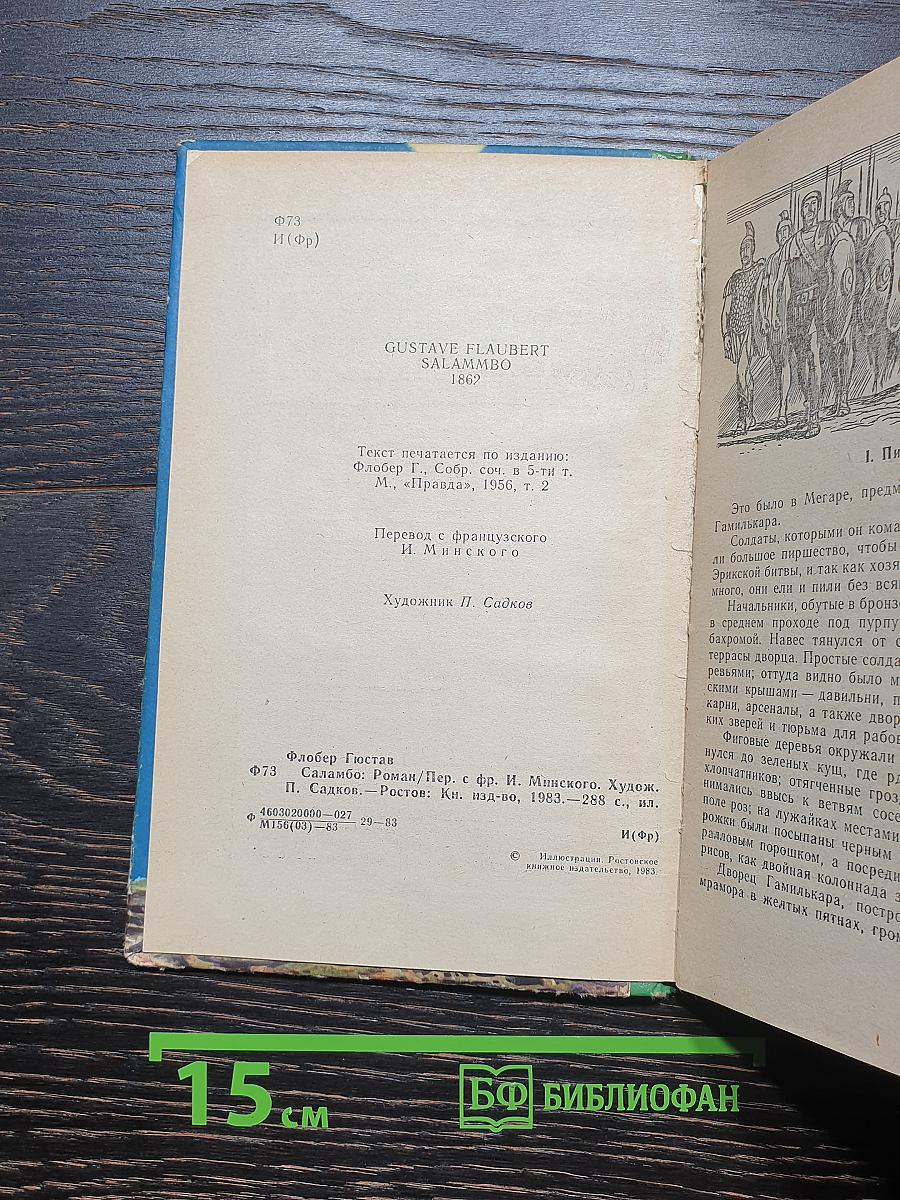 Ф73
И(Фр)
GUSTAVE FLAUBERT
SALAMMBO
1862
Текст печатается по изданию:
Флобер Г., Собр. соч. в 5-ти т.
М., «Правда», 1956, т. 2
Перевод с французского
И. Минского
Художник П. Садков
Флобер Гюстав
Ф73 Саламбо: Роман/Пер. с фр. И. Минского. Худож.
П. Садков.—Ростов: Кн. изд-во, 1983.—288 с., ил.
Ф 4603020000—027
М156(03)—83 29—83
И(Фр)
© Иллюстрации. Ростовское
книжное издательство, 1983.
I. Пи
Это было в Мегаре, предм
Гамилькара.
Солдаты, которыми он кома
ли большое пиршество, чтобы
Эрикской битвы, и так как хозя
много, они ели и пили без вся
Начальники, обутые в бронзо
в среднем проходе под пурпу
бахромой. Навес тянулся от с
террасы дворца. Простые солда
ревьями; оттуда видно было м
скими крышами — давильни, п
карни, арсеналы, а также двор
ких зверей и тюрьма для рабов
Фиговые деревья окружали
нулся до зеленых кущ, где рд
хлопчатников; отягченные грозд
нимались ввысь к ветвям сосе
поле роз; на лужайках местами
рожки были посыпаны черным
ралловым порошком, а посреди
рисов, как двойная колоннада з
Дворец Гамилькара, постро
мрамора в желтых пятнах, гром
15 см
БФ БИБЛИОФАН